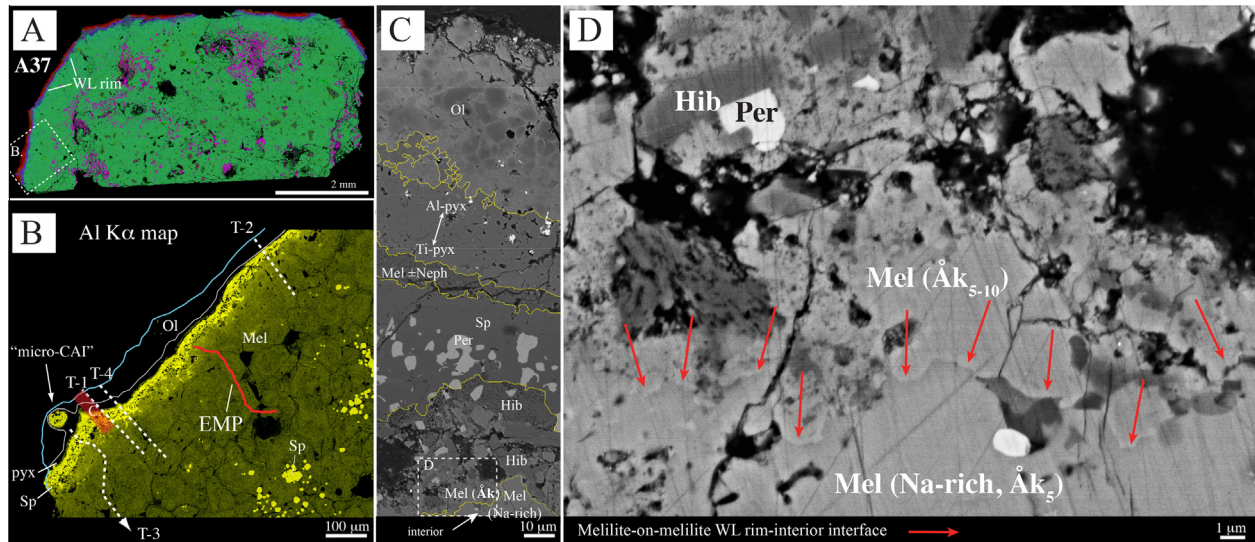 A
A37
WL rim
B
2 mm
B
Al Kα map
T-2
Ol
Mel
"micro-CAI"
T-1
T-4
C
EMP
Sp
pyx
Sp
T-3
100 μm
C
Ol
Al-pyx
Ti-pyx
Mel ±Neph
Sp
Per
Hib
Hib
D
Mel (Åk)
Mel
(Na-rich)
interior
10 μm
D
Hib
Per
Mel (Åk5-10)
Mel (Na-rich, Åk5)
Melilite-on-melilite WL rim-interior interface
1 μm